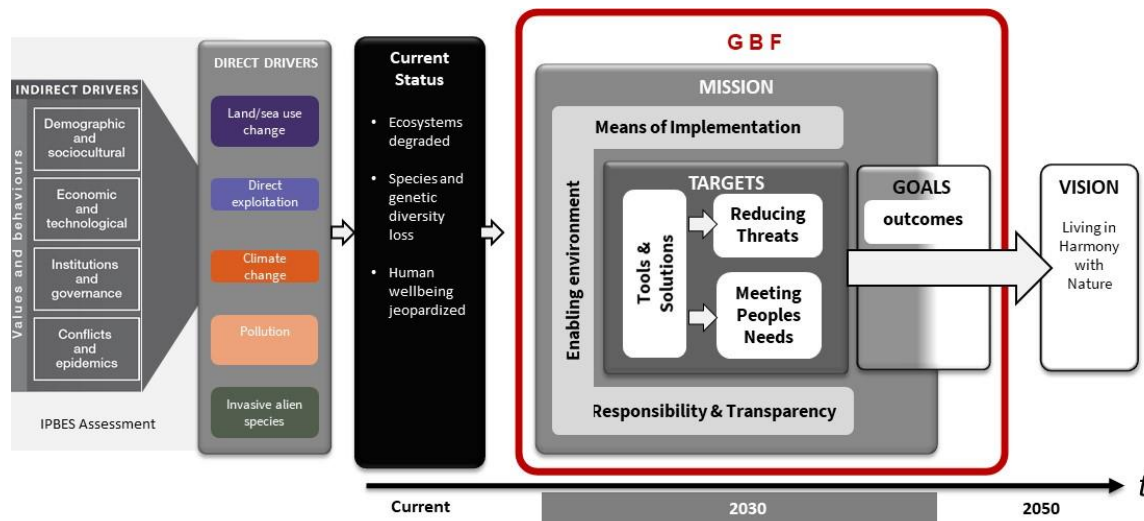 INDIRECT DRIVERS
Values and behaviours
Demographic
and
sociocultural
Economic
and
technological
Institutions
and
governance
Conflicts
and
epidemics
IPBES Assessment
DIRECT DRIVERS
Land/sea use
change
Direct
exploitation
Climate
change
Pollution
Invasive alien
species
Current
Status
• Ecosystems
degraded
• Species and
genetic
diversity
loss
• Human
wellbeing
jeopardized
G B F
MISSION
Means of Implementation
Enabling environment
TARGETS
Tools &
Solutions
Reducing
Threats
Meeting
Peoples
Needs
Responsibility & Transparency
GOALS
outcomes
VISION
Living in
Harmony
with
Nature
t
Current
2030
2050